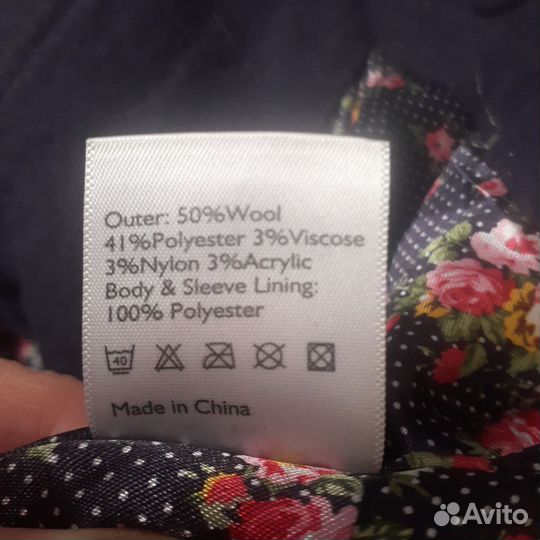 Outer: 50%Wool
41%Polyester 3%Viscose
3%Nylon 3%Acrylic
Body & Sleeve Lining:
100% Polyester
40
Made in China
Avito